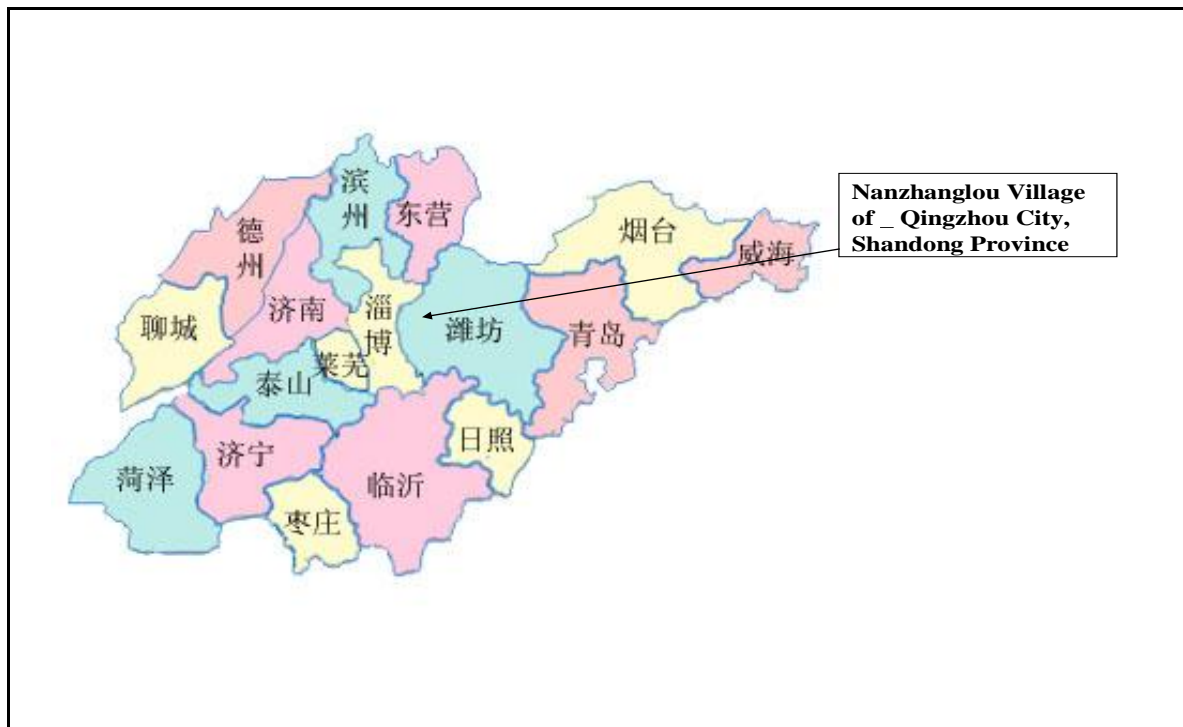 滨州
东营
烟台
威海
德州
Nanzhanglou Village
of _ Qingzhou City,
Shandong Province
聊城
济南
淄博
潍坊
青岛
莱芜
泰山
菏泽
济宁
临沂
日照
枣庄